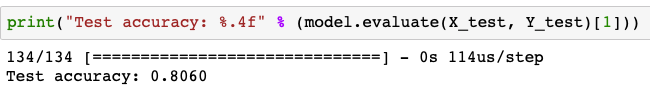 print("Test accuracy: %.4f" % (model.evaluate(X_test, Y_test)[1]))
134/134 [==============================] - 0s 114us/step
Test accuracy: 0.8060